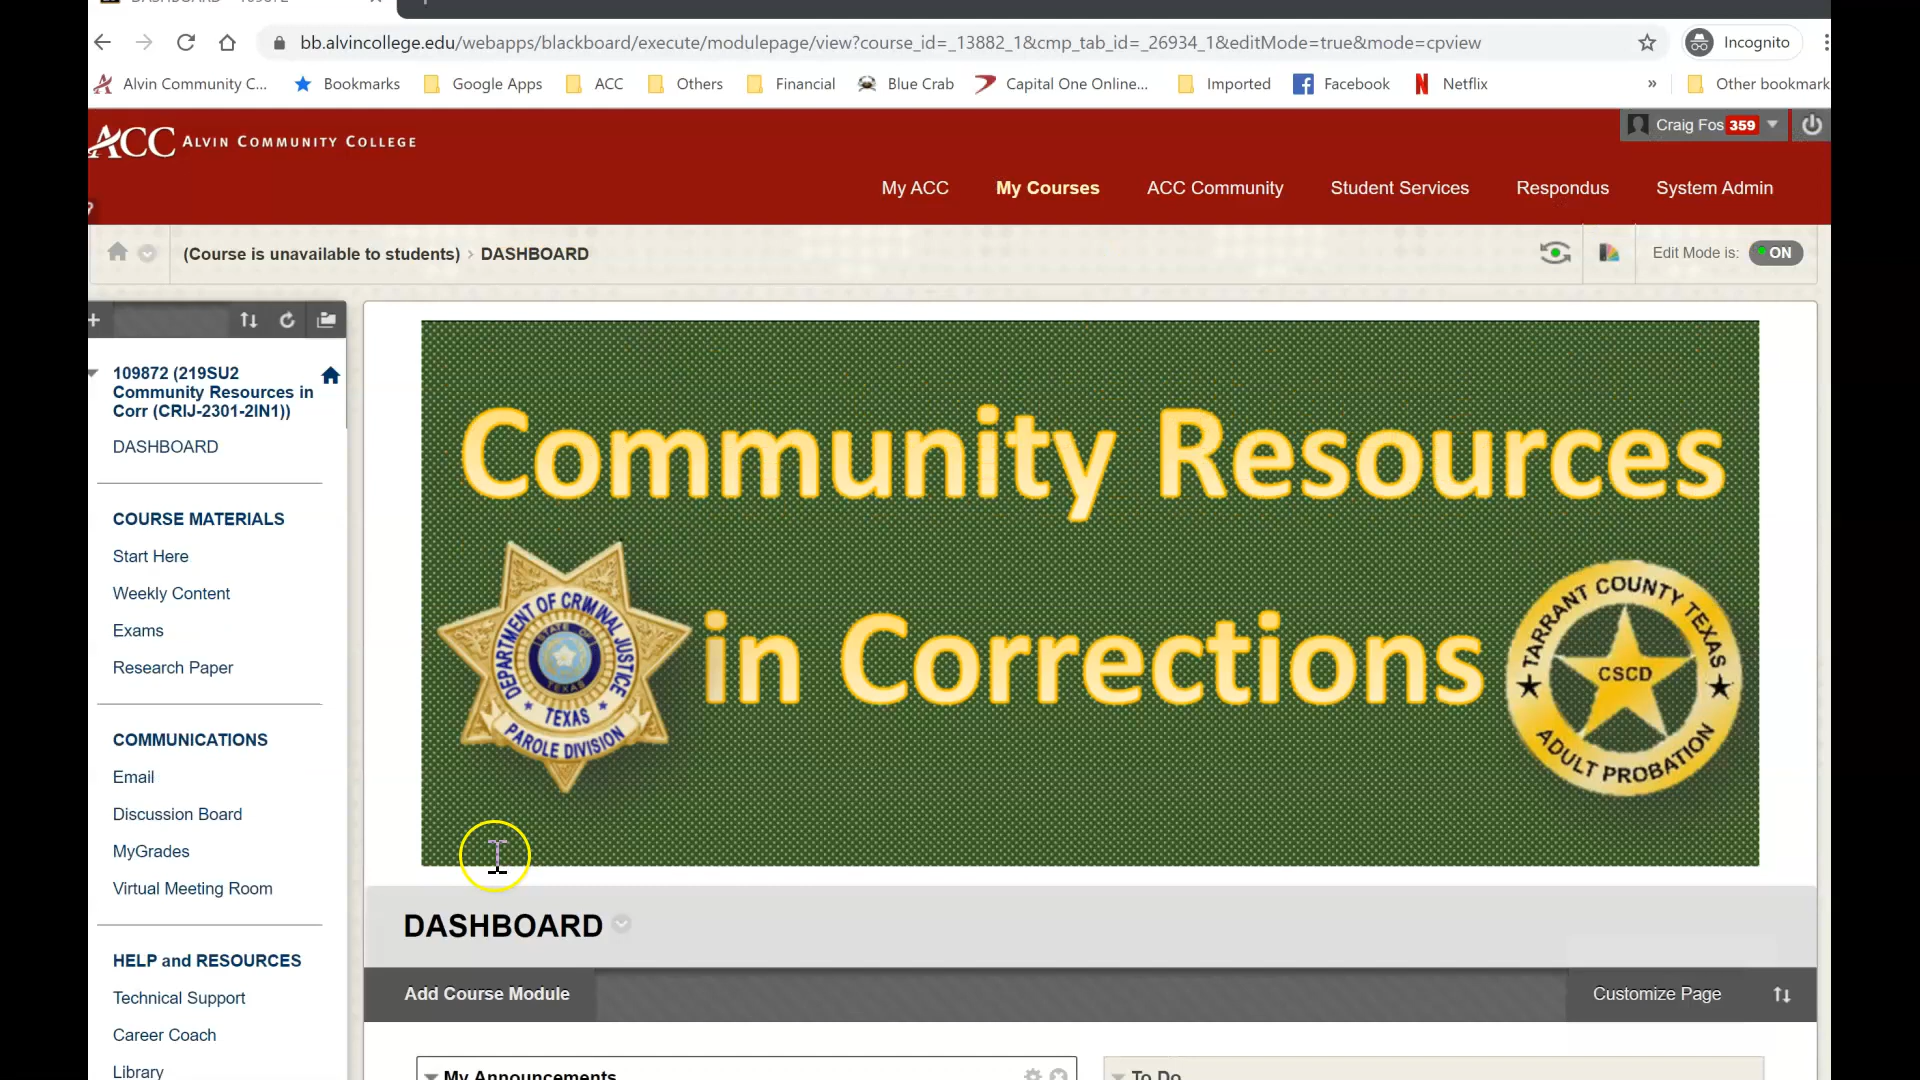 bb.alvincollege.edu/webapps/blackboard/execute/modulepage/view?course_id=_13882_1&cmp_tab_id=_26934_1&editMode=true&mode=cpview
Incognito
Alvin Community C...
Bookmarks
Google Apps
ACC
Others
Financial
Blue Crab
Capital One Online...
Imported
Facebook
Netflix
»
Other bookmark
ACC ALVIN COMMUNITY COLLEGE
Craig Fos 359
My ACC
My Courses
ACC Community
Student Services
Respondus
System Admin
(Course is unavailable to students) › DASHBOARD
Edit Mode is: ON
109872 (219SU2
Community Resources in
Corr (CRIJ-2301-2IN1))
DASHBOARD
COURSE MATERIALS
Start Here
Weekly Content
Exams
Research Paper
COMMUNICATIONS
Email
Discussion Board
MyGrades
Virtual Meeting Room
HELP and RESOURCES
Technical Support
Career Coach
Library
Community Resources
in Corrections
DEPARTMENT OF CRIMINAL JUSTICE
STATE OF
TEXAS
TEXAS
PAROLE DIVISION
TARRANT COUNTY TEXAS
CSCD
ADULT PROBATION
DASHBOARD
Add Course Module
Customize Page
My Announcements
To Do